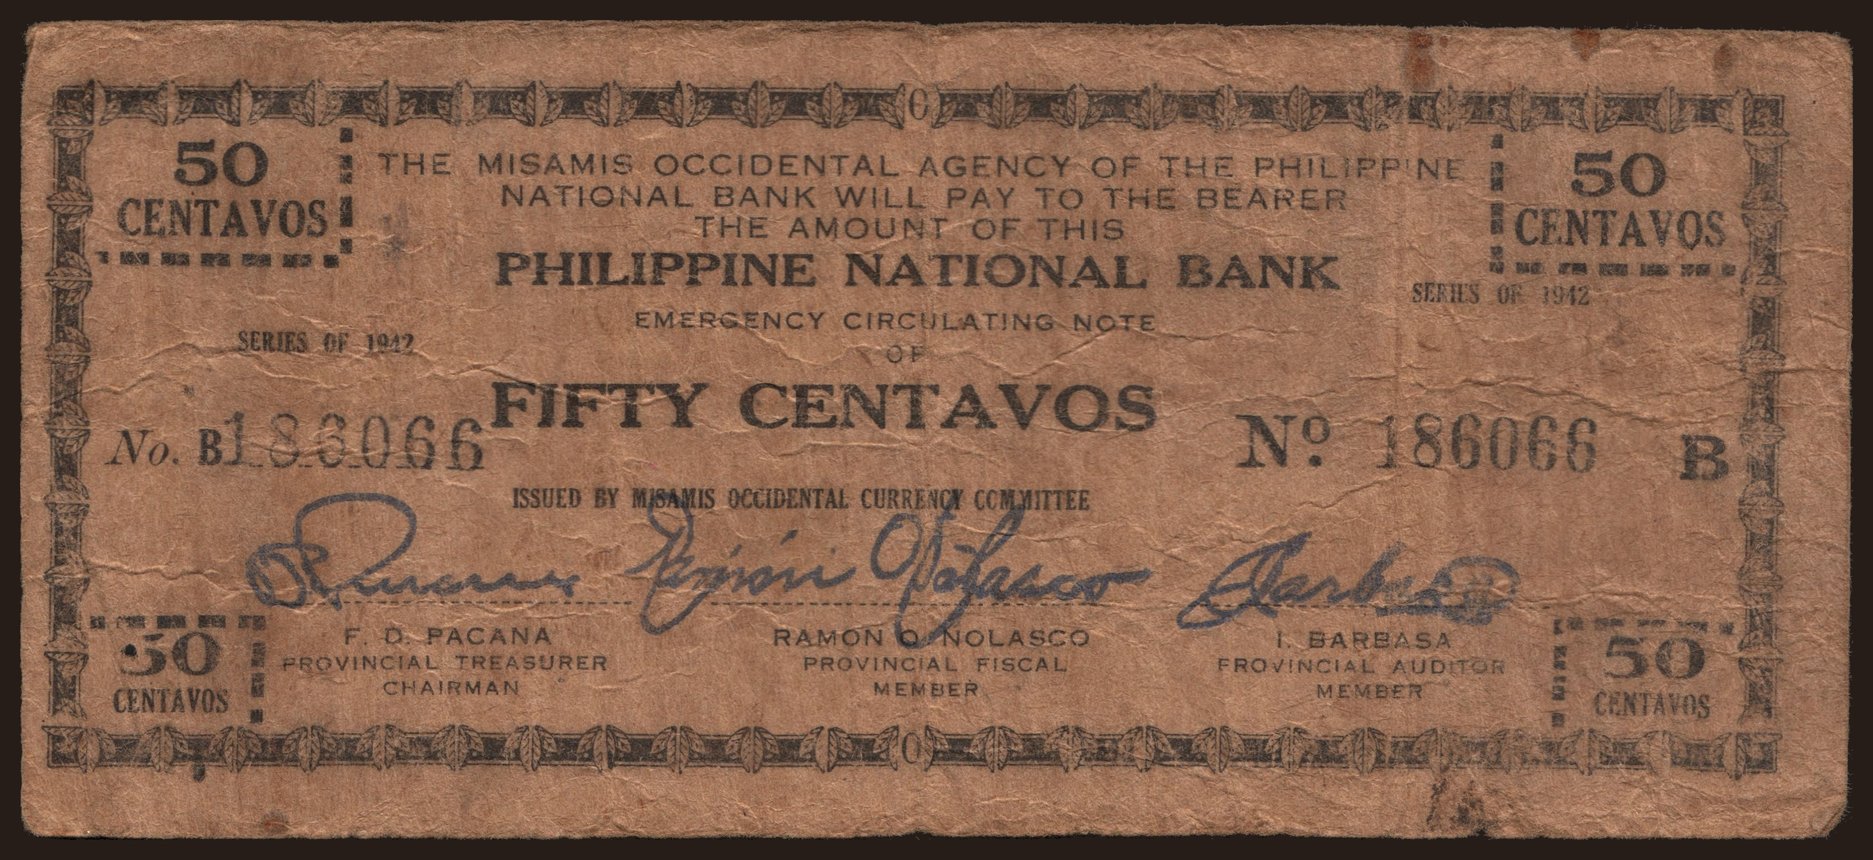 50
CENTAVOS
THE MISAMIS OCCIDENTAL AGENCY OF THE PHILIPPINE
NATIONAL BANK WILL PAY TO THE BEARER
THE AMOUNT OF THIS
PHILIPPINE NATIONAL BANK
EMERGENCY CIRCULATING NOTE
OF
FIFTY CENTAVOS
50
CENTAVOS
SERIES OF 1942
SERIES OF 1942
No. B186066
Nº 186066 B
ISSUED BY MISAMIS OCCIDENTAL CURRENCY COMMITTEE
F. D. PACANA
PROVINCIAL TREASURER
CHAIRMAN
RAMON O. NOLASCO
PROVINCIAL FISCAL
MEMBER
I. BARBASA
PROVINCIAL AUDITOR
MEMBER
50
CENTAVOS
50
CENTAVOS